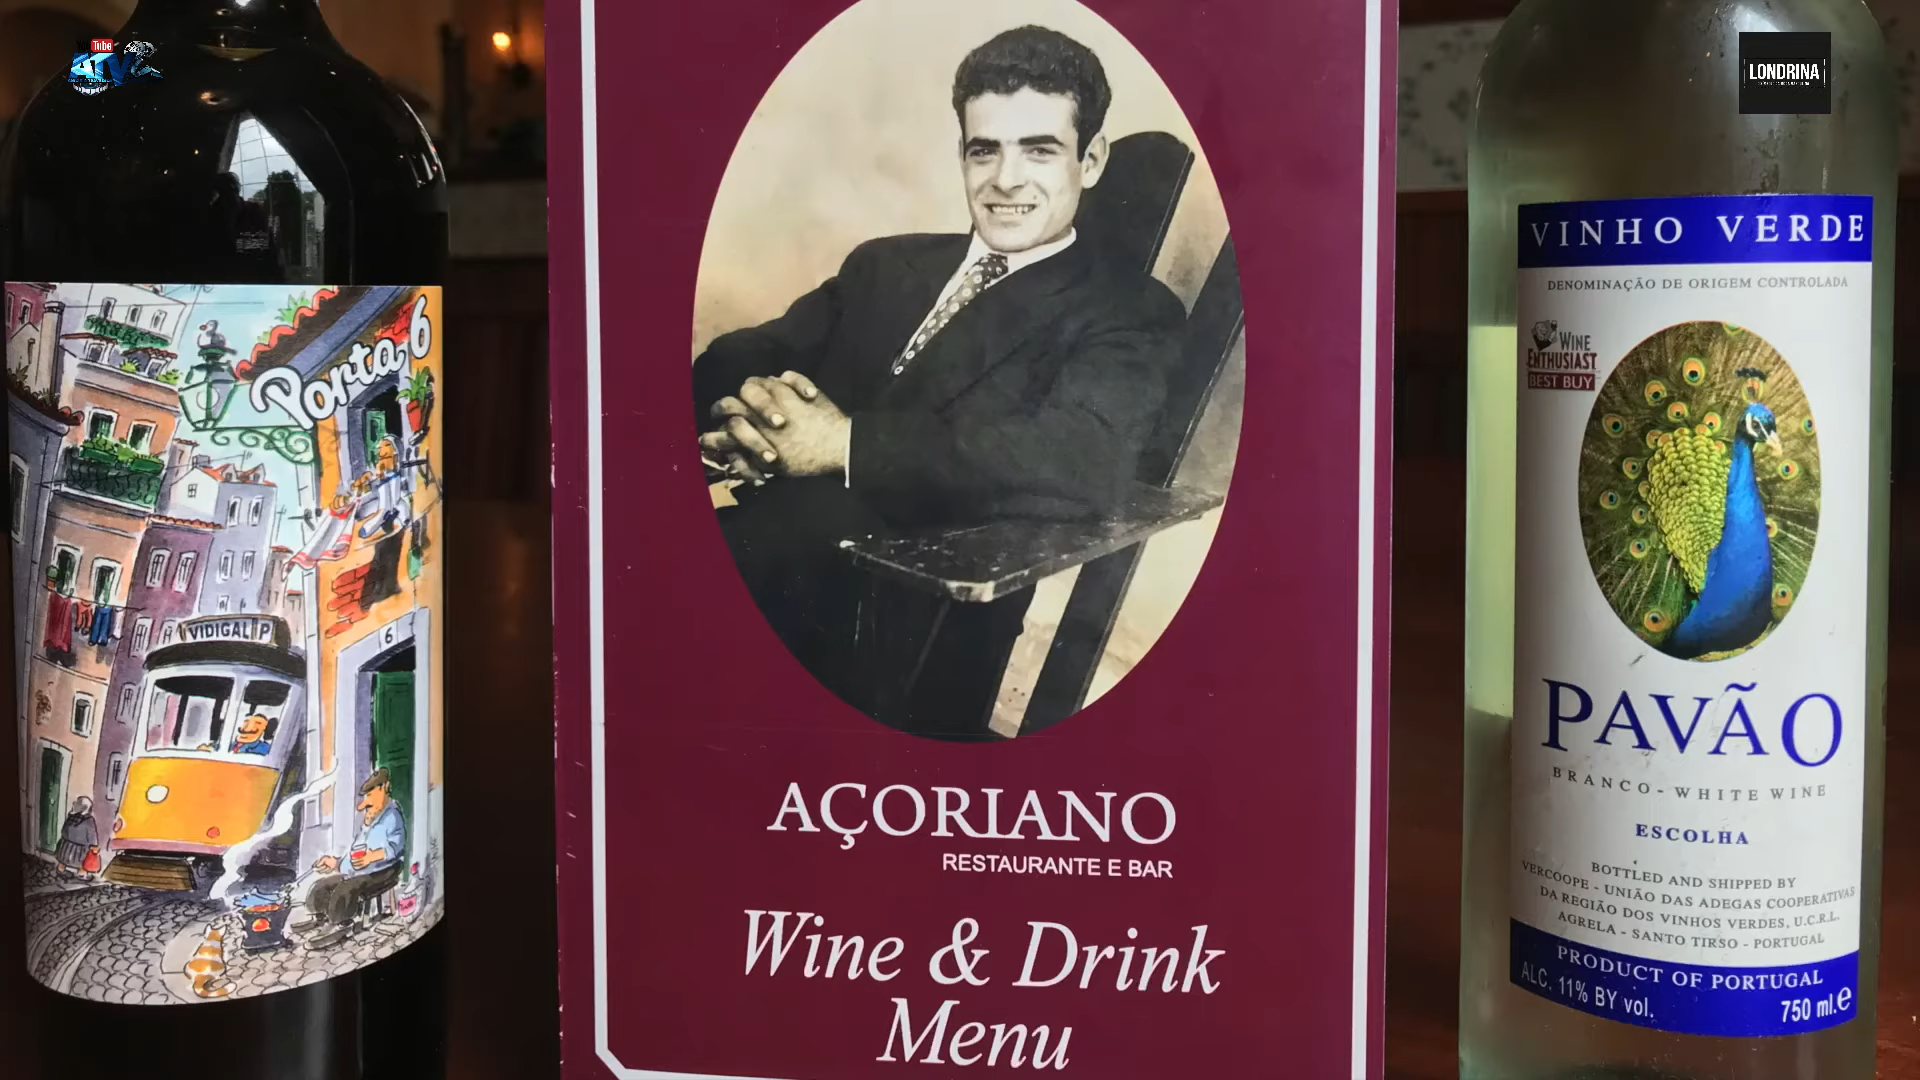 Tube
ATV
LONDRINA
Porta 6
VIDIGAL P
6
AÇORIANO
RESTAURANTE E BAR
Wine & Drink
Menu
VINHO VERDE
DENOMINAÇÃO DE ORIGEM CONTROLADA
WINE
ENTHUSIAST
BEST BUY
PAVÃO
BRANCO - WHITE WINE
ESCOLHA
BOTTLED AND SHIPPED BY
VERCOOPE - UNIÃO DAS ADEGAS COOPERATIVAS
DA REGIÃO DOS VINHOS VERDES, U.C.R.L.
AGRELA - SANTO TIRSO - PORTUGAL
PRODUCT OF PORTUGAL
ALC. 11% BY vol.
750 ml.e